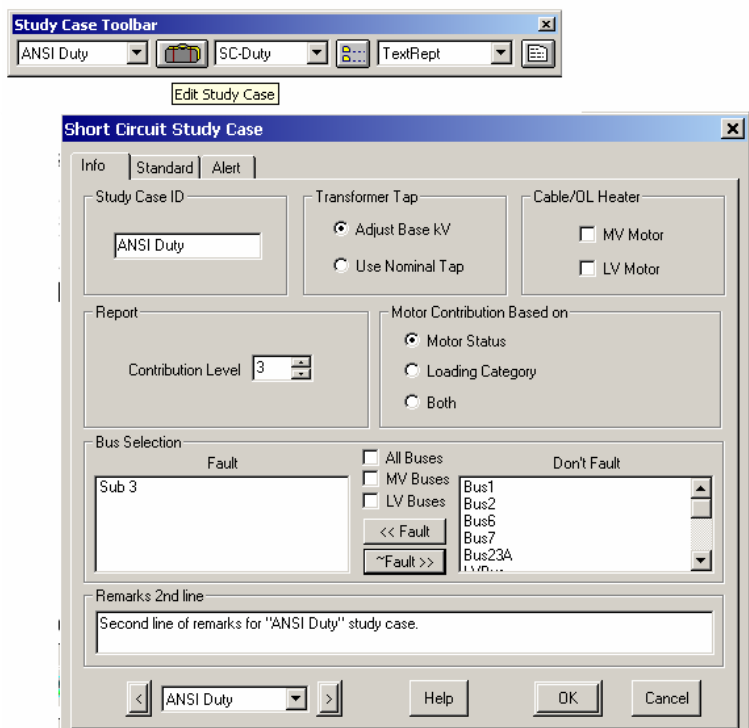 Study Case Toolbar
ANSI Duty SC-Duty TextRept
Edit Study Case
Short Circuit Study Case
Info Standard Alert
Study Case ID
ANSI Duty
Transformer Tap
Adjust Base kV
Use Nominal Tap
Cable/OL Heater
MV Motor
LV Motor
Report
Contribution Level 3
Motor Contribution Based on
Motor Status
Loading Category
Both
Bus Selection
Fault
Sub 3
All Buses
MV Buses
LV Buses
<< Fault
~Fault >>
Don't Fault
Bus1
Bus2
Bus6
Bus7
Bus23A
Remarks 2nd line
Second line of remarks for "ANSI Duty" study case.
< ANSI Duty > Help OK Cancel